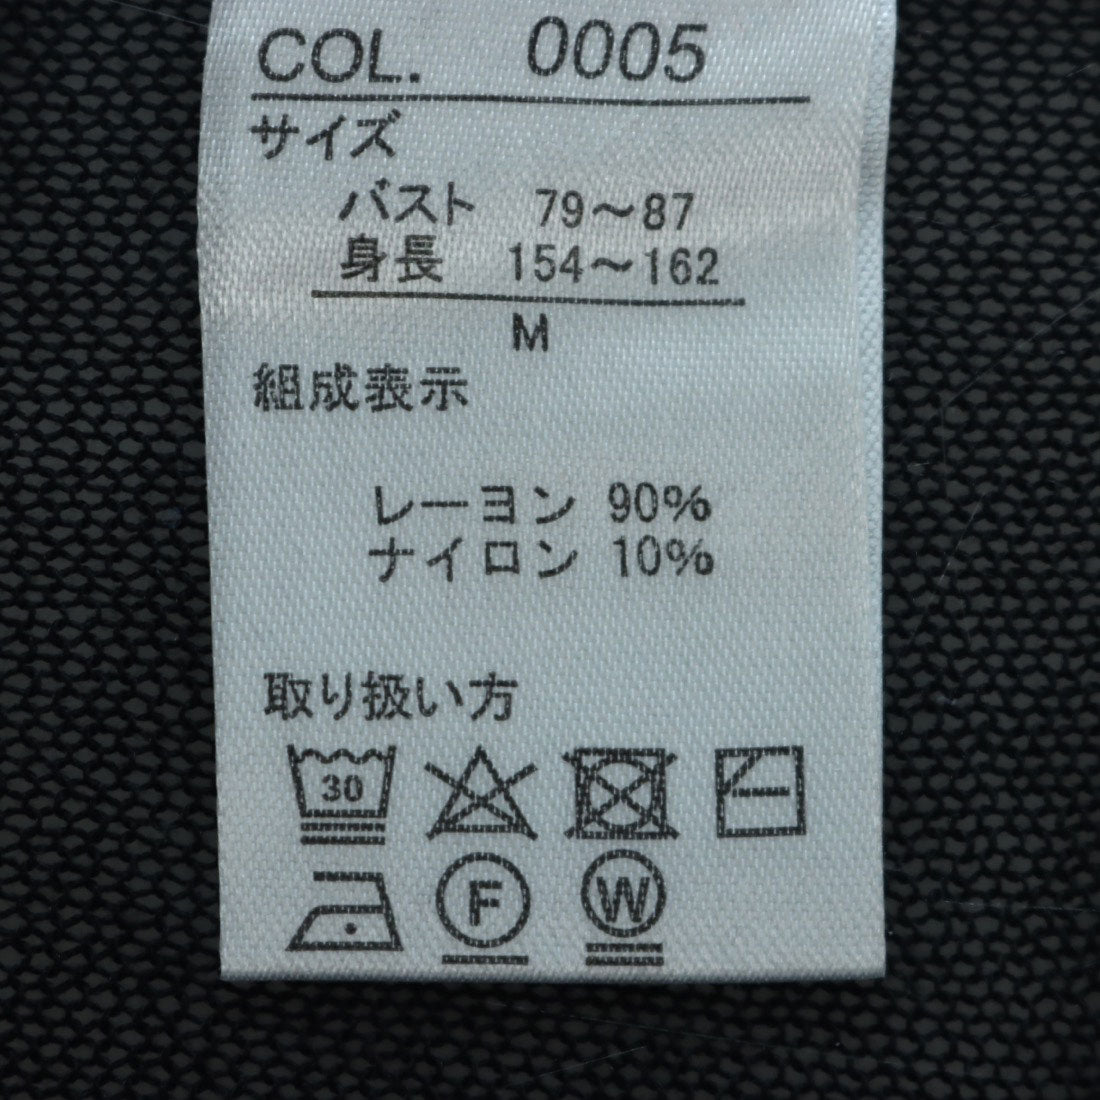 COL. 0005
サイズ
バスト 79～87
身長 154～162
M
組成表示
レーヨン 90%
ナイロン 10%
取り扱い方
30
F
W